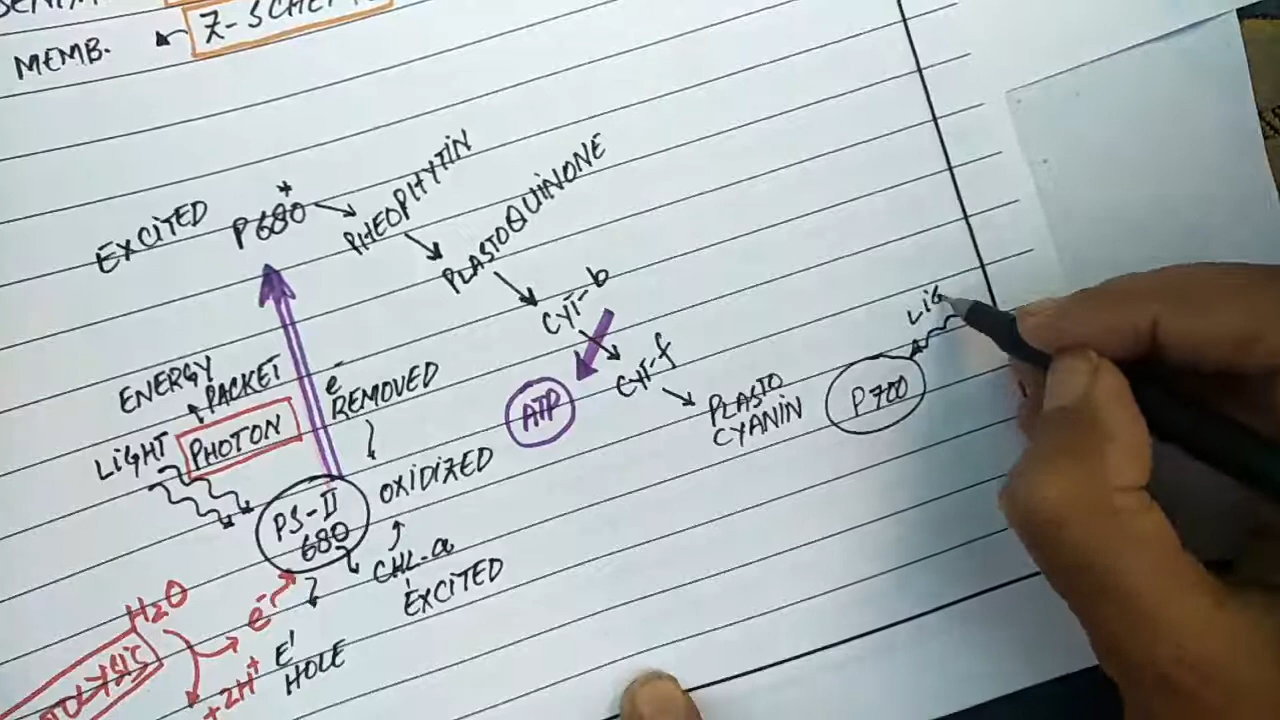 MEMB.
Z-SCHEME
EXCITED
P680*
PHEOPHYTIN
PLASTOQUINONE
CYT-b
CYT-f
PLASTO
CYANIN
P700
LIG
ATP
ENERGY
PACKET
LIGHT
PHOTON
e-
REMOVED
OXIDIZED
PS-II
680
CHL-a
EXCITED
H2O
e-
+2H+
E'
HOLE